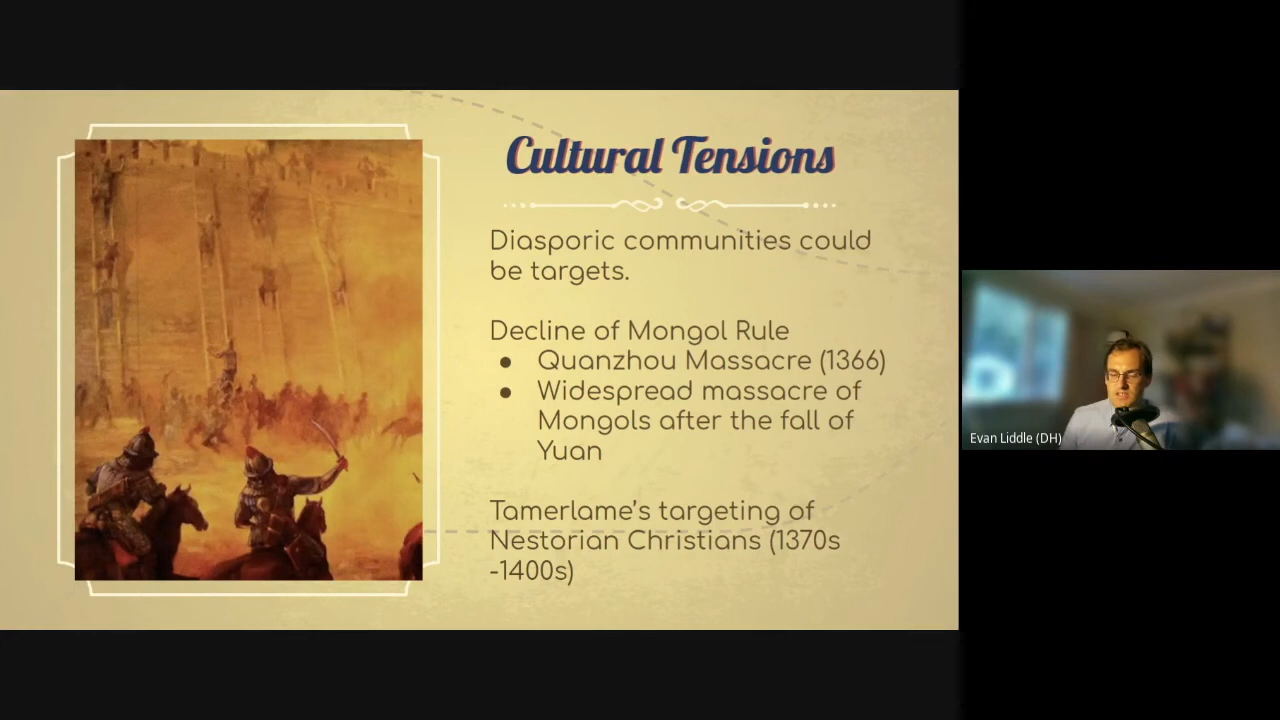 Cultural Tensions
Diasporic communities could
be targets.
Decline of Mongol Rule
● Quanzhou Massacre (1366)
● Widespread massacre of
Mongols after the fall of
Yuan
Tamerlame's targeting of
Nestorian Christians (1370s
-1400s)
Evan Liddle (DH)